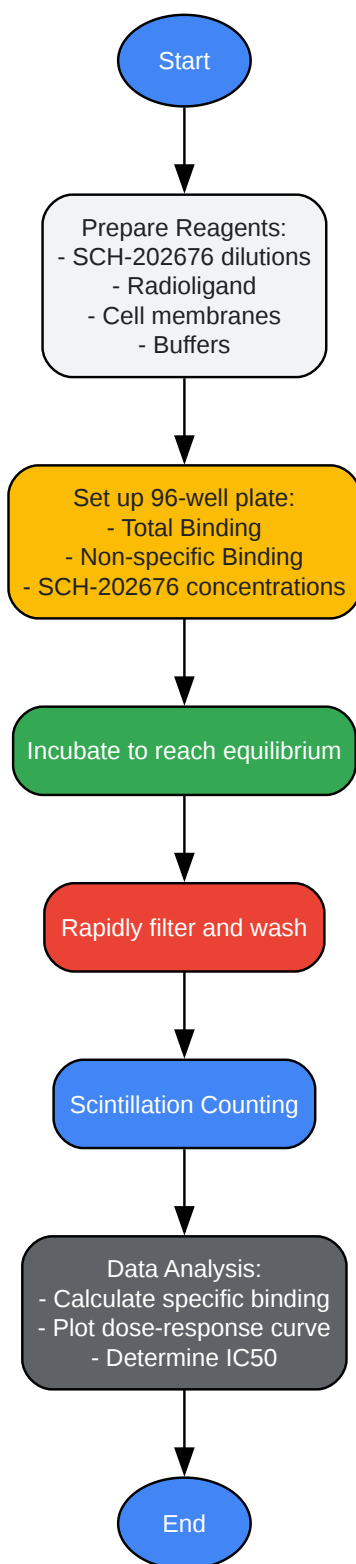 Start
Prepare Reagents:
- SCH-202676 dilutions
- Radioligand
- Cell membranes
- Buffers
Set up 96-well plate:
- Total Binding
- Non-specific Binding
- SCH-202676 concentrations
Incubate to reach equilibrium
Rapidly filter and wash
Scintillation Counting
Data Analysis:
- Calculate specific binding
- Plot dose-response curve
- Determine IC50
End